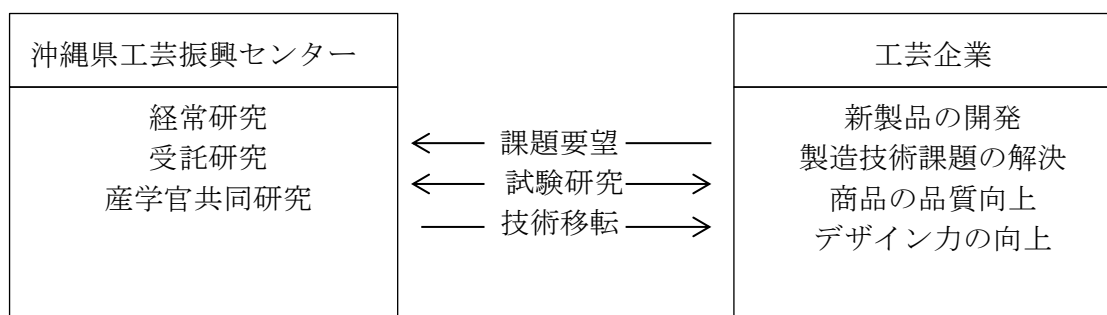 沖縄県工芸振興センター
経常研究
受託研究
産学官共同研究
課題要望
試験研究
技術移転
工芸企業
新製品の開発
製造技術課題の解決
商品の品質向上
デザイン力の向上